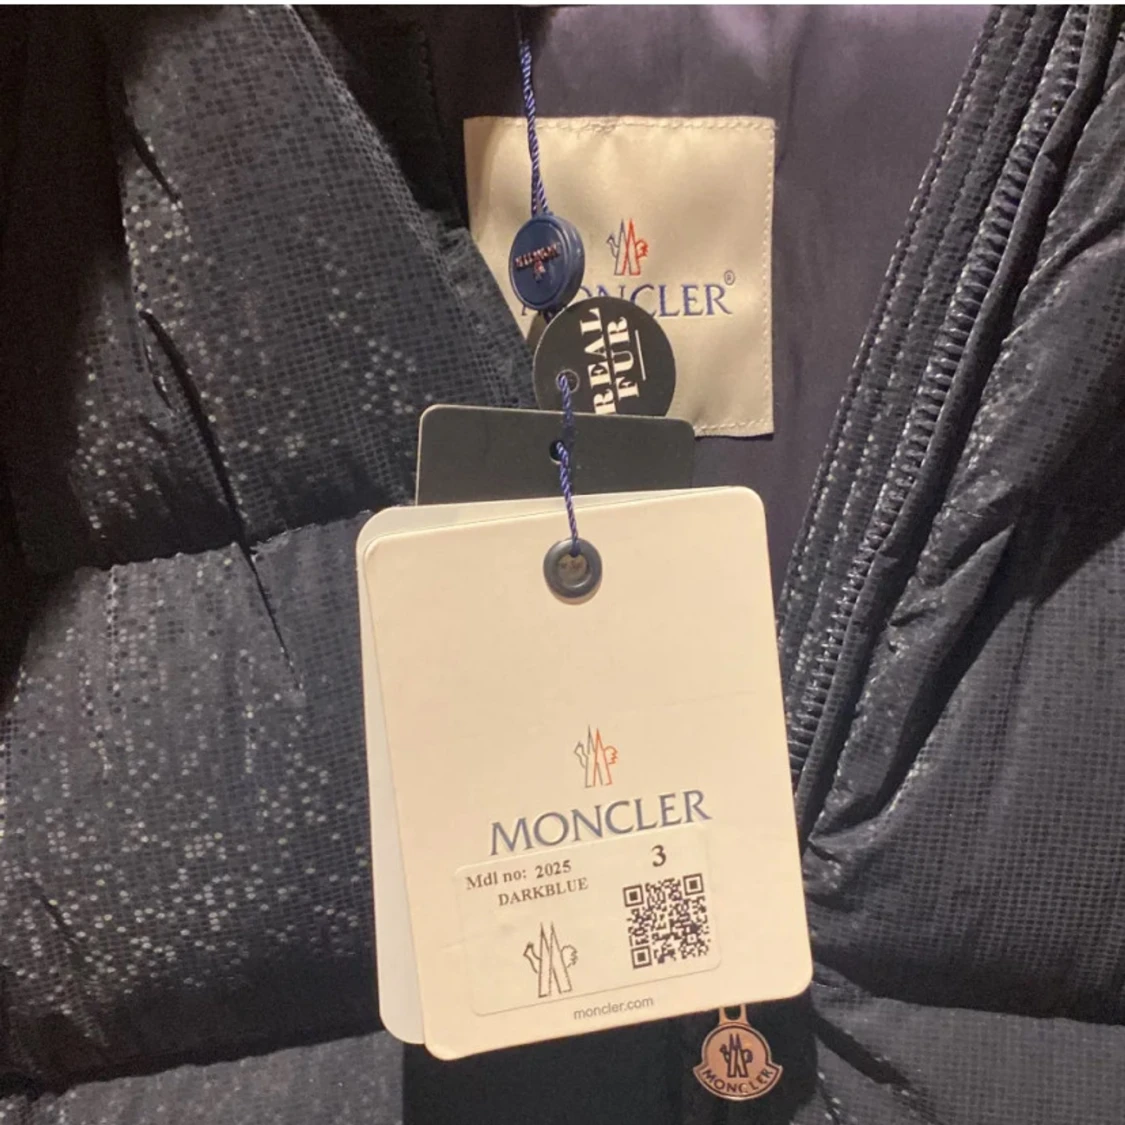 MONCLER®
REAL
FUR
MONCLER
Mdl no: 2025
3
DARKBLUE
moncler.com
MONCLER